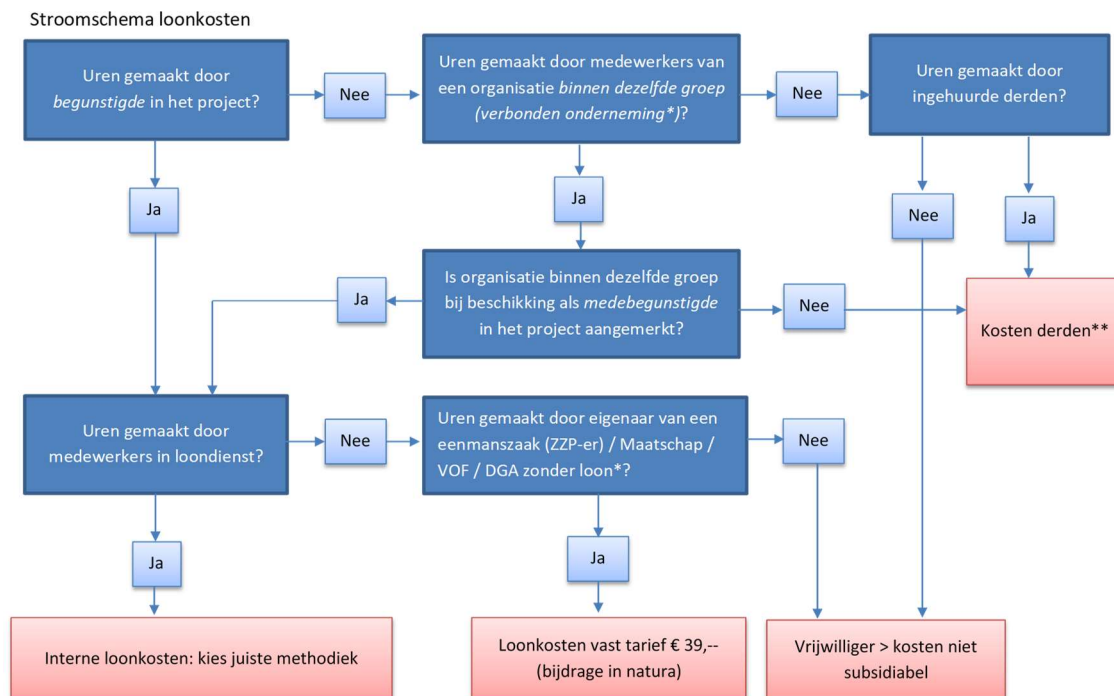 Stroomschema loonkosten
Uren gemaakt door
begunstigde in het project?
Nee
Uren gemaakt door medewerkers van
een organisatie binnen dezelfde groep
(verbonden onderneming*)?
Nee
Uren gemaakt door
ingehuurde derden?
Ja
Ja
Nee
Ja
Is organisatie binnen dezelfde groep
bij beschikking als medebegunstigde
in het project aangemerkt?
Ja
Nee
Kosten derden**
Uren gemaakt door
medewerkers in loondienst?
Nee
Uren gemaakt door eigenaar van een
eenmanszaak (ZZP-er) / Maatschap /
VOF / DGA zonder loon*?
Nee
Ja
Ja
Interne loonkosten: kies juiste methodiek
Loonkosten vast tarief € 39,--
(bijdrage in natura)
Vrijwilliger > kosten niet
subsidiabel